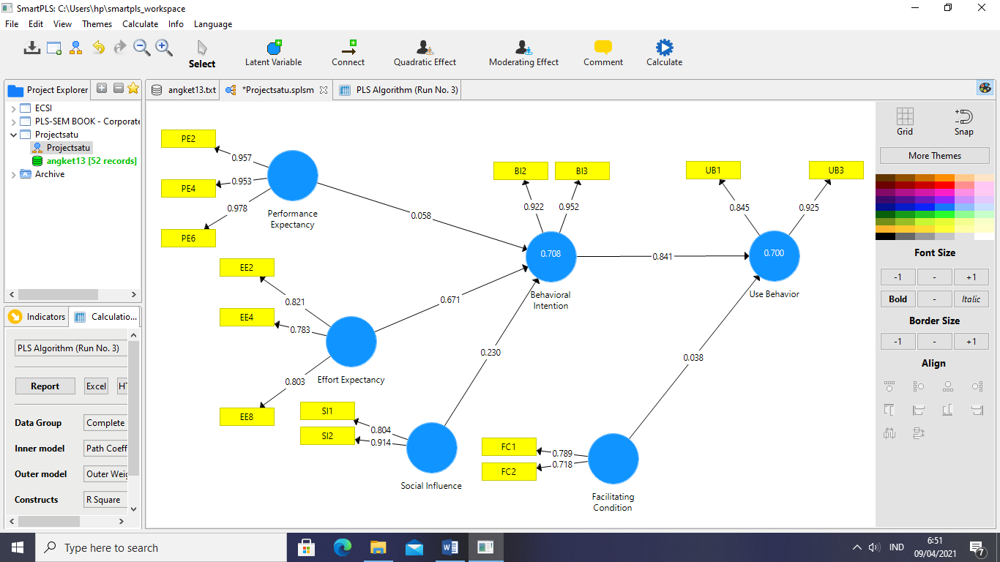 SmartPLS: C:\Users\hp\smartpls_workspace
File Edit View Themes Calculate Info Language
Select
Latent Variable
Connect
Quadratic Effect
Moderating Effect
Comment
Calculate
Project Explorer
angket13.txt
*Projectsatu.splsm
PLS Algorithm (Run No. 3)
ECSI
PLS-SEM BOOK - Corporate
Projectsatu
Projectsatu
angket13 [52 records]
Archive
Indicators
Calculatio...
PLS Algorithm (Run No. 3)
Report
Excel
HT
Data Group
Complete
Inner model
Path Coeff
Outer model
Outer Weig
Constructs
R Square
PE2
0.957
PE4
0.953
0.978
PE6
Performance
Expectancy
0.058
EE2
0.821
EE4
0.783
0.803
EE8
Effort Expectancy
0.671
SI1
SI2
0.804
0.914
Social Influence
0.230
BI2
BI3
0.922
0.952
0.708
Behavioral
Intention
0.841
UB1
UB3
0.845
0.925
0.700
Use Behavior
0.038
FC1
FC2
0.789
0.718
Facilitating
Condition
Grid
Snap
More Themes
Font Size
-1
-
+1
Bold
-
Italic
Border Size
-1
-
+1
Align
Type here to search
IND
6:51
09/04/2021
7